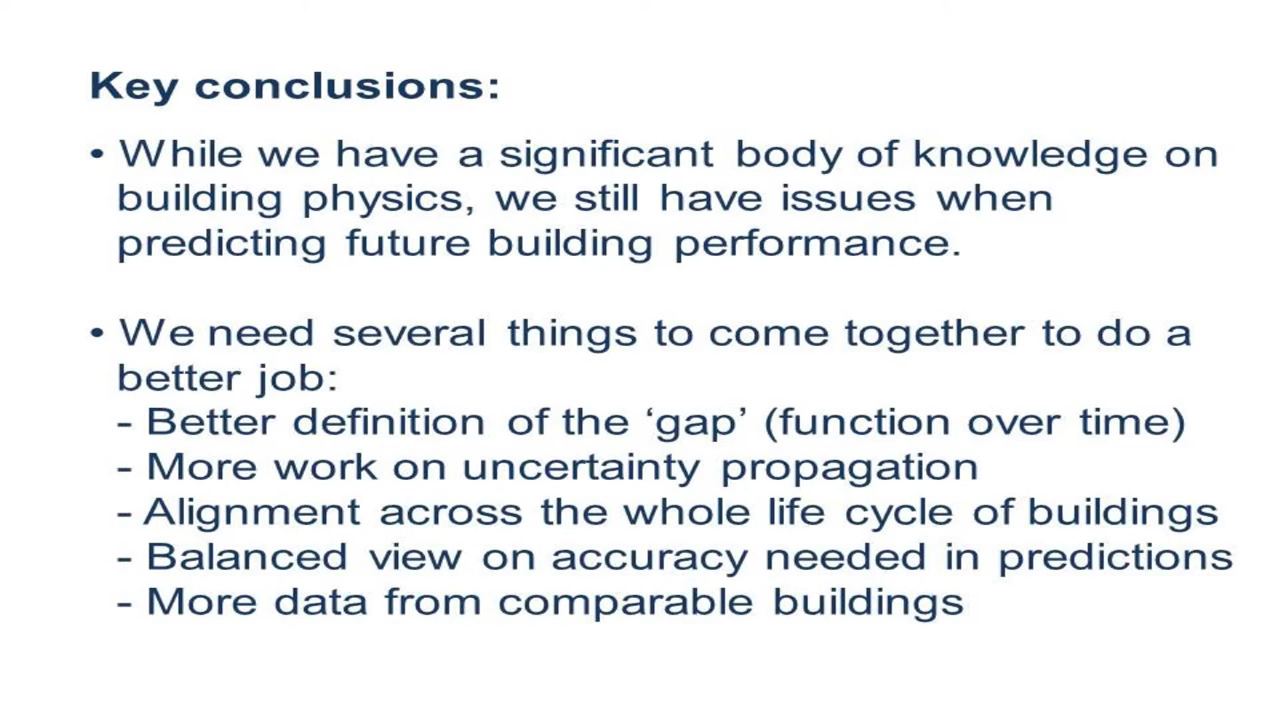 Key conclusions:
• While we have a significant body of knowledge on
building physics, we still have issues when
predicting future building performance.
• We need several things to come together to do a
better job:
- Better definition of the ‘gap’ (function over time)
- More work on uncertainty propagation
- Alignment across the whole life cycle of buildings
- Balanced view on accuracy needed in predictions
- More data from comparable buildings